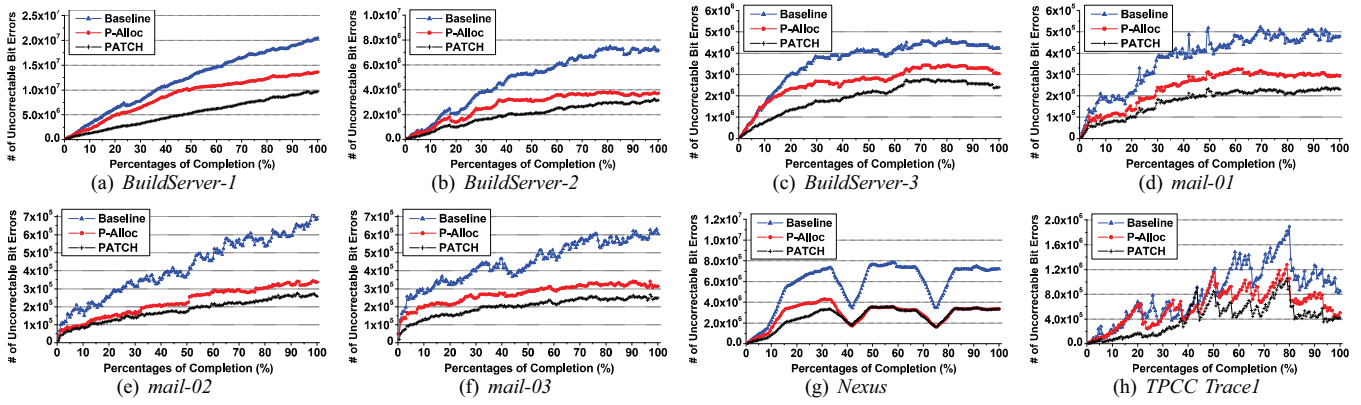 # of Uncorrectable Bit Errors
2.5x10⁷
2.0x10⁷
1.5x10⁷
1.0x10⁷
5.0x10⁶
0.0
Baseline
P-Alloc
PATCH
0 10 20 30 40 50 60 70 80 90 100
Percentages of Completion (%)
(a) BuildServer-1
# of Uncorrectable Bit Errors
1.0x10⁷
8.0x10⁶
6.0x10⁶
4.0x10⁶
2.0x10⁶
0.0
Baseline
P-Alloc
PATCH
0 10 20 30 40 50 60 70 80 90 100
Percentages of Completion (%)
(b) BuildServer-2
# of Uncorrectable Bit Errors
6x10⁶
5x10⁶
4x10⁶
3x10⁶
2x10⁶
1x10⁶
0
Baseline
P-Alloc
PATCH
0 10 20 30 40 50 60 70 80 90 100
Percentages of Completion (%)
(c) BuildServer-3
# of Uncorrectable Bit Errors
6x10⁵
5x10⁵
4x10⁵
3x10⁵
2x10⁵
1x10⁵
0
Baseline
P-Alloc
PATCH
0 10 20 30 40 50 60 70 80 90 100
Percentages of Completion (%)
(d) mail-01
# of Uncorrectable Bit Errors
7x10⁵
6x10⁵
5x10⁵
4x10⁵
3x10⁵
2x10⁵
1x10⁵
0
Baseline
P-Alloc
PATCH
0 10 20 30 40 50 60 70 80 90 100
Percentages of Completion (%)
(e) mail-02
# of Uncorrectable Bit Errors
7x10⁵
6x10⁵
5x10⁵
4x10⁵
3x10⁵
2x10⁵
1x10⁵
0
Baseline
P-Alloc
PATCH
0 10 20 30 40 50 60 70 80 90 100
Percentages of Completion (%)
(f) mail-03
# of Uncorrectable Bit Errors
1.2x10⁷
1.0x10⁷
8.0x10⁶
6.0x10⁶
4.0x10⁶
2.0x10⁶
0.0
Baseline
P-Alloc
PATCH
0 10 20 30 40 50 60 70 80 90 100
Percentages of Completion (%)
(g) Nexus
# of Uncorrectable Bit Errors
2.0x10⁶
1.6x10⁶
1.2x10⁶
8.0x10⁵
4.0x10⁵
0.0
Baseline
P-Alloc
PATCH
0 10 20 30 40 50 60 70 80 90 100
Percentages of Completion (%)
(h) TPCC Trace1